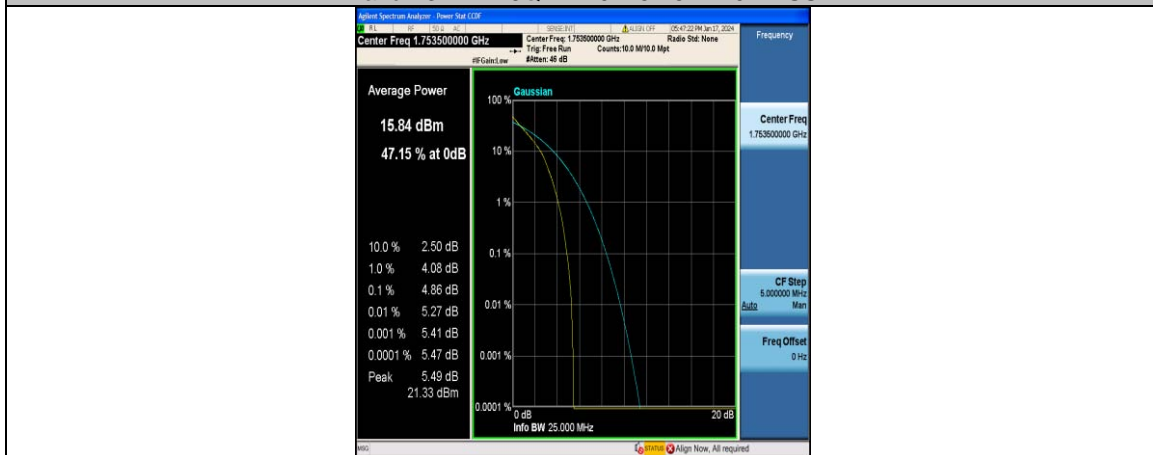 Agilent Spectrum Analyzer - Power Stat CCDF
RL RF 50 Ω AC SENSE:INT ALIGN OFF 05:47:22 PM Jun 17, 2024
Center Freq 1.753500000 GHz
Center Freq: 1.753500000 GHz Radio Std: None
Trig: Free Run Counts:10.0 M/10.0 Mpt
#IFGain:Low #Atten: 46 dB
Frequency
Average Power
15.84 dBm
47.15 % at 0dB
10.0 % 2.50 dB
1.0 % 4.08 dB
0.1 % 4.86 dB
0.01 % 5.27 dB
0.001 % 5.41 dB
0.0001 % 5.47 dB
Peak 5.49 dB
21.33 dBm
Gaussian
100 %
10 %
1 %
0.1 %
0.01 %
0.001 %
0.0001 %
0 dB 20 dB
Info BW 25.000 MHz
Center Freq
1.753500000 GHz
CF Step
5.000000 MHz
Auto Man
Freq Offset
0 Hz
MSG STATUS Align Now, All required